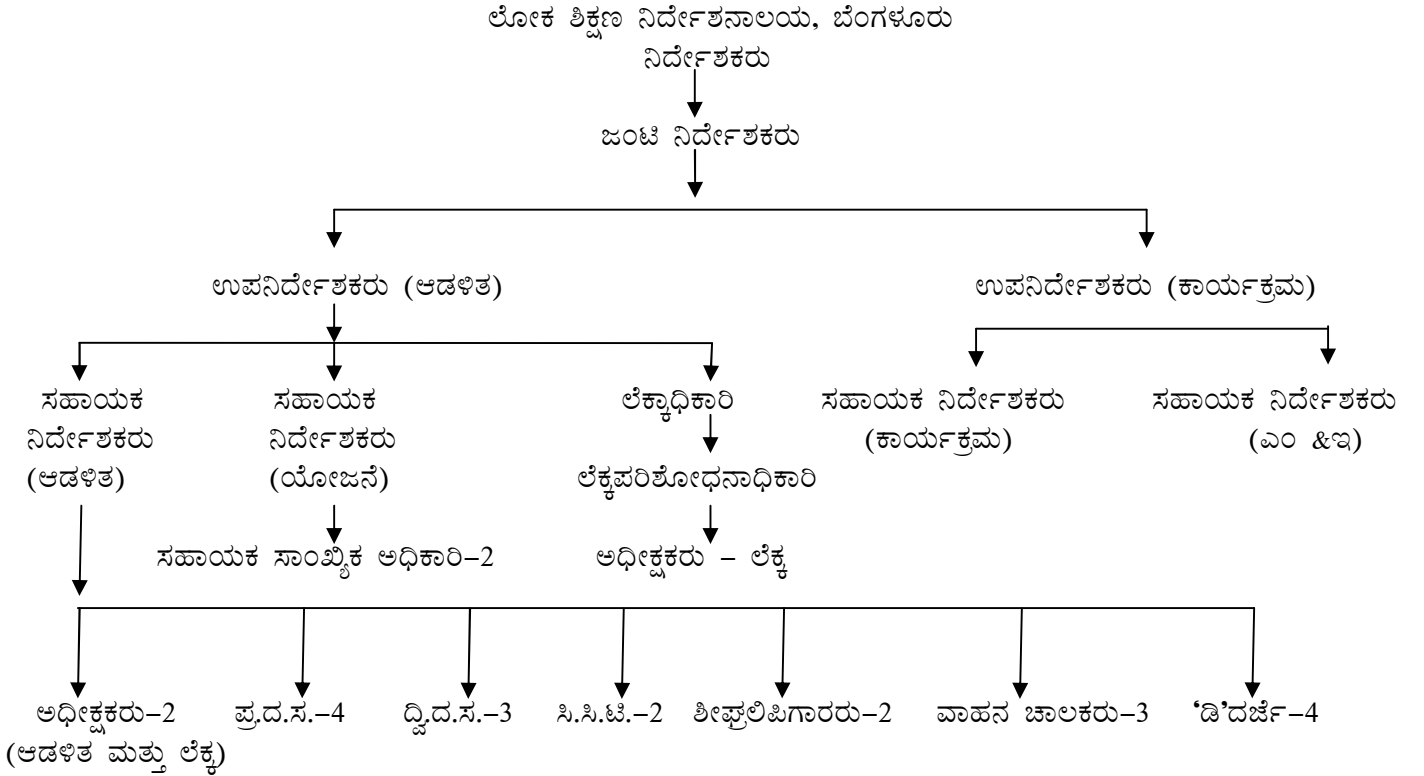 ಲೋಕ ಶಿಕ್ಷಣ ನಿರ್ದೇಶನಾಲಯ, ಬೆಂಗಳೂರು
ನಿರ್ದೇಶಕರು
ಜಂಟಿ ನಿರ್ದೇಶಕರು
ಉಪನಿರ್ದೇಶಕರು (ಆಡಳಿತ)
ಉಪನಿರ್ದೇಶಕರು (ಕಾರ್ಯಕ್ರಮ)
ಸಹಾಯಕ
ನಿರ್ದೇಶಕರು
(ಆಡಳಿತ)
ಸಹಾಯಕ
ನಿರ್ದೇಶಕರು
(ಯೋಜನೆ)
ಲೆಕ್ಕಾಧಿಕಾರಿ
ಸಹಾಯಕ ನಿರ್ದೇಶಕರು
(ಕಾರ್ಯಕ್ರಮ)
ಸಹಾಯಕ ನಿರ್ದೇಶಕರು
(ಎಂ &ಇ)
ಲೆಕ್ಕಪರಿಶೋಧನಾಧಿಕಾರಿ
ಸಹಾಯಕ ಸಾಂಖ್ಯಿಕ ಅಧಿಕಾರಿ–2
ಅಧೀಕ್ಷಕರು – ಲೆಕ್ಕ
ಅಧೀಕ್ಷಕರು–2
(ಆಡಳಿತ ಮತ್ತು ಲೆಕ್ಕ)
ಪ್ರ.ದ.ಸ.–4
ದ್ವಿ.ದ.ಸ.–3
ಸಿ.ಸಿ.ಟಿ.–2
ಶೀಘ್ರಲಿಪಿಗಾರರು–2
ವಾಹನ ಚಾಲಕರು–3
‘ಡಿ’ದರ್ಜೆ–4